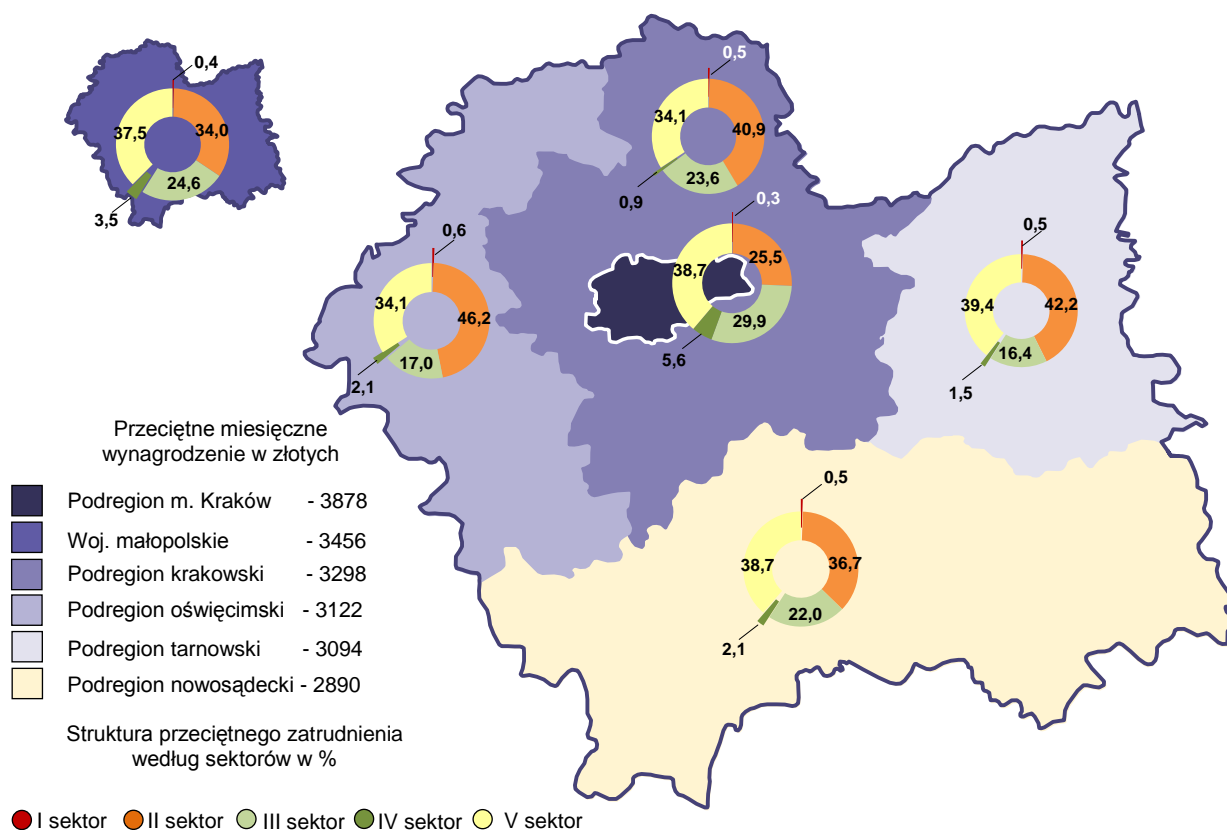 0,4
37,5
34,0
24,6
3,5
0,5
34,1
40,9
23,6
0,9
0,3
38,7
25,5
29,9
5,6
0,6
34,1
46,2
17,0
2,1
0,5
39,4
42,2
16,4
1,5
0,5
38,7
36,7
22,0
2,1
Przeciętne miesięczne
wynagrodzenie w złotych
Podregion m. Kraków - 3878
Woj. małopolskie - 3456
Podregion krakowski - 3298
Podregion oświęcimski - 3122
Podregion tarnowski - 3094
Podregion nowosądecki - 2890
Struktura przeciętnego zatrudnienia
według sektorów w %
I sektor II sektor III sektor IV sektor V sektor